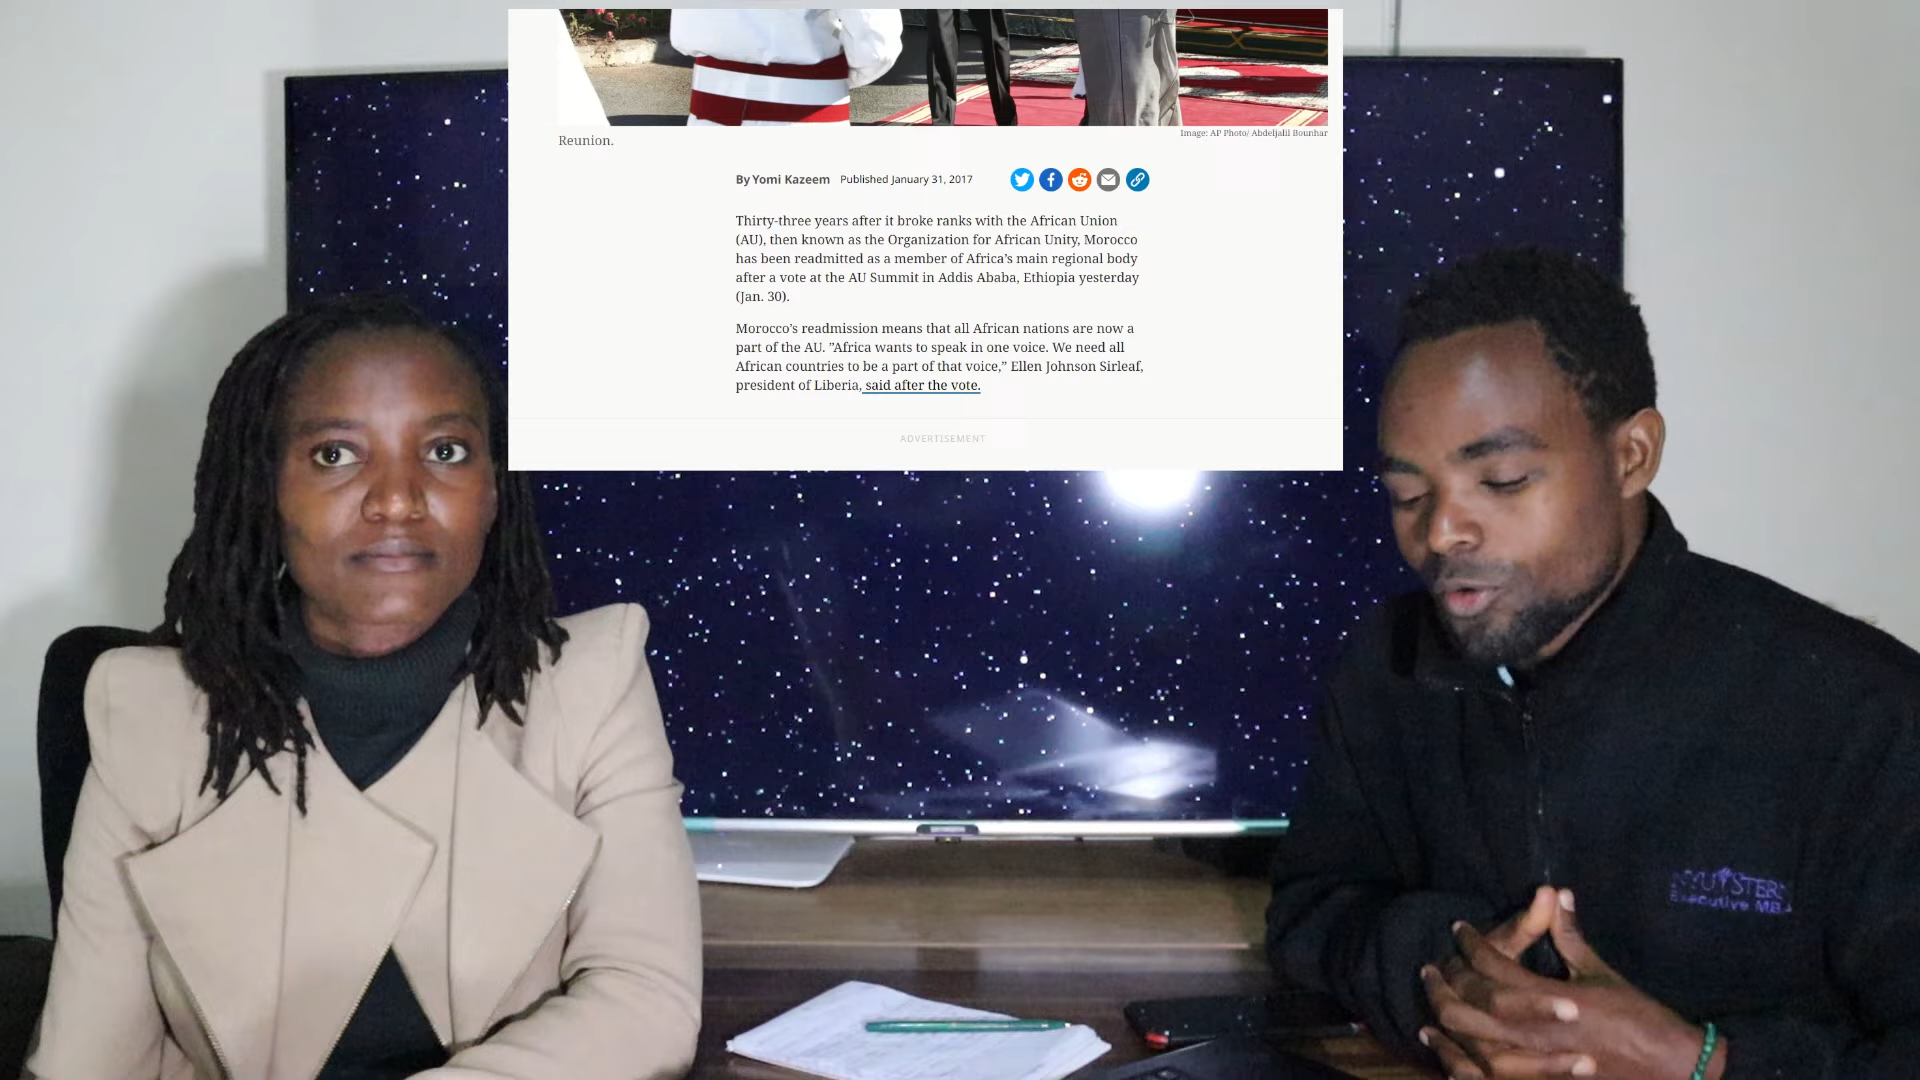 Reunion.
Image: AP Photo/ Abdeljalil Bounhar
By Yomi Kazeem Published January 31, 2017
Thirty-three years after it broke ranks with the African Union
(AU), then known as the Organization for African Unity, Morocco
has been readmitted as a member of Africa’s main regional body
after a vote at the AU Summit in Addis Ababa, Ethiopia yesterday
(Jan. 30).
Morocco’s readmission means that all African nations are now a
part of the AU. ”Africa wants to speak in one voice. We need all
African countries to be a part of that voice,” Ellen Johnson Sirleaf,
president of Liberia, said after the vote.
ADVERTISEMENT
NYU STERN
Executive MBA